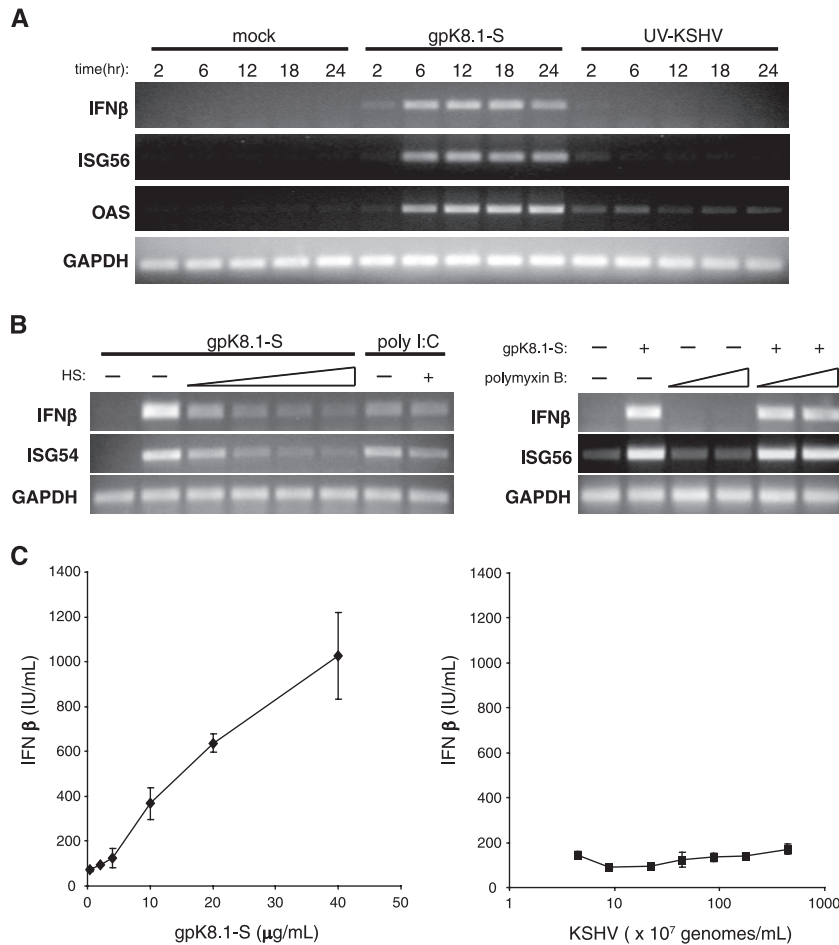 A
mock gpK8.1-S UV-KSHV
time(hr): 2 6 12 18 24 2 6 12 18 24 2 6 12 18 24
IFNβ
ISG56
OAS
GAPDH
B
gpK8.1-S poly I:C
HS: – – – +
IFNβ
ISG54
GAPDH
gpK8.1-S: – + – – + +
polymyxin B: – –
IFNβ
ISG56
GAPDH
C
IFN β (IU/mL)
1400
1200
1000
800
600
400
200
0
0 10 20 30 40 50
gpK8.1-S (μg/mL)
IFN β (IU/mL)
1400
1200
1000
800
600
400
200
0
1 10 100 1000
KSHV ( x 10⁷ genomes/mL)